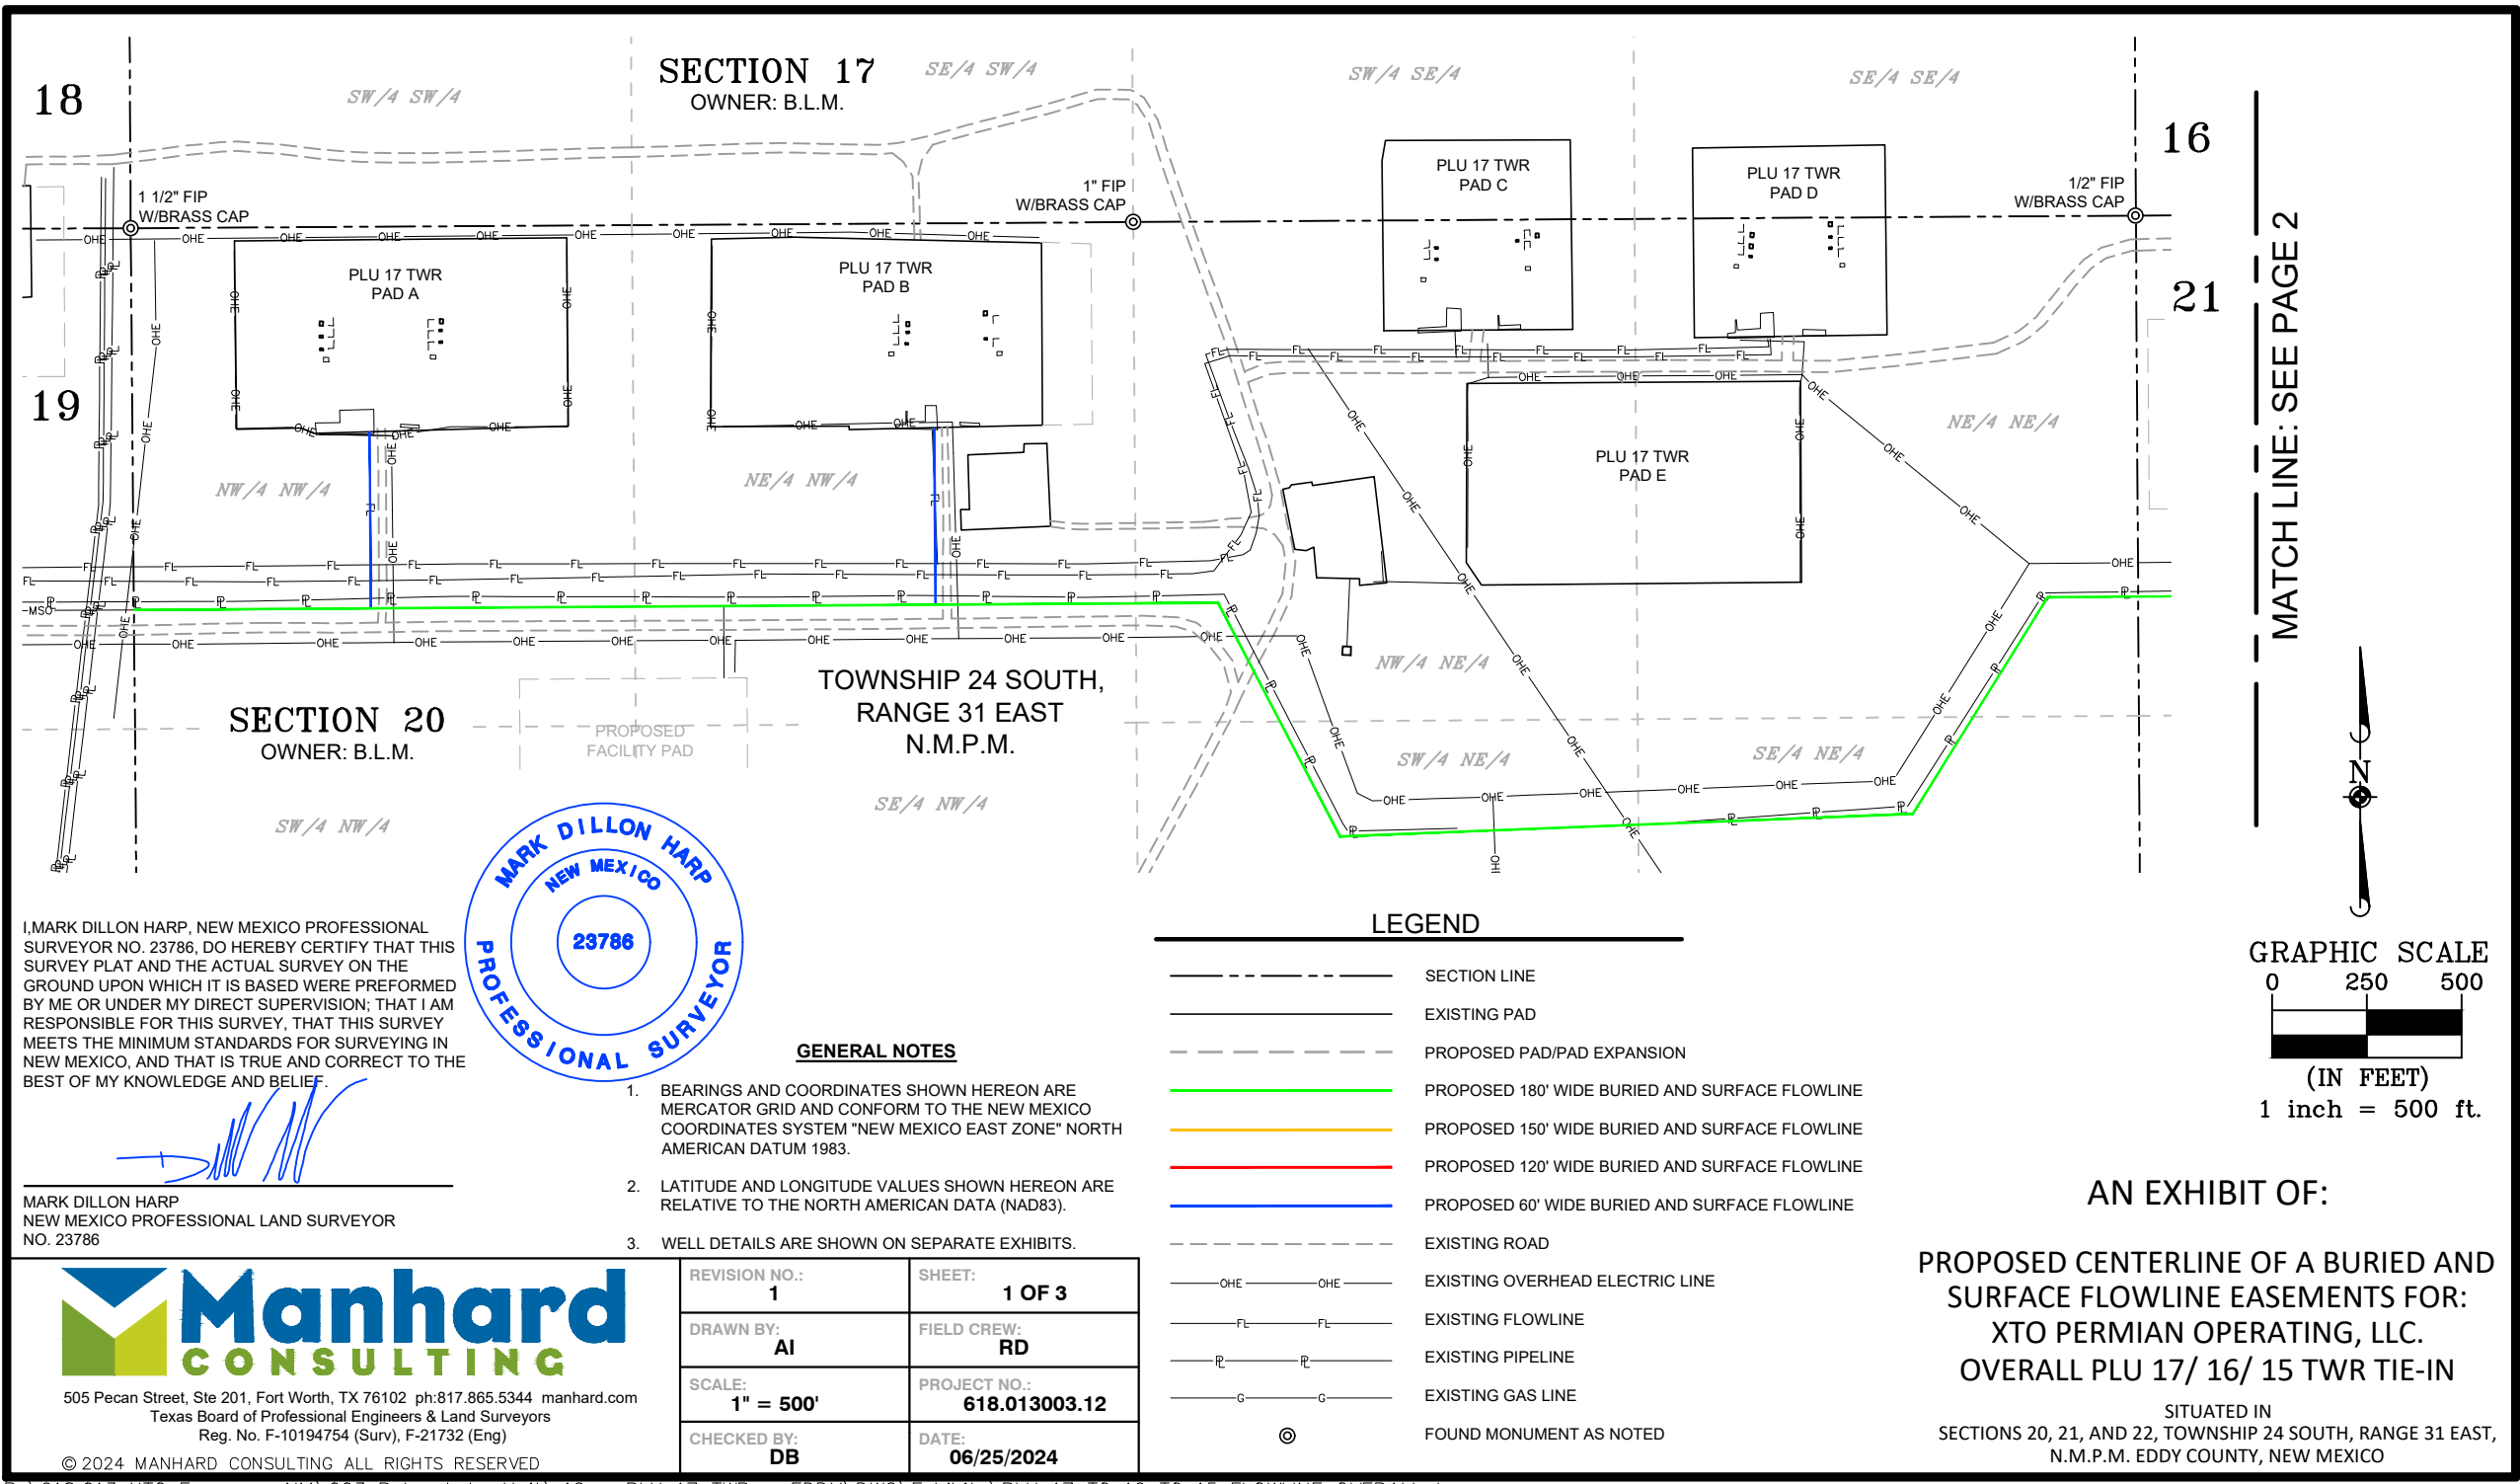 18
SW/4 SW/4
SECTION 17
OWNER: B.L.M.
SE/4 SW/4
SW/4 SE/4
SE/4 SE/4
16
1 1/2" FIP
W/BRASS CAP
1" FIP
W/BRASS CAP
1/2" FIP
W/BRASS CAP
PLU 17 TWR
PAD A
PLU 17 TWR
PAD B
PLU 17 TWR
PAD C
PLU 17 TWR
PAD D
PLU 17 TWR
PAD E
19
21
MATCH LINE: SEE PAGE 2
NW/4 NW/4
NE/4 NW/4
NE/4 NE/4
NW/4 NE/4
OHE
FL
PL
MSO
SECTION 20
OWNER: B.L.M.
PROPOSED
FACILITY PAD
TOWNSHIP 24 SOUTH,
RANGE 31 EAST
N.M.P.M.
SW/4 NW/4
SE/4 NW/4
SW/4 NE/4
SE/4 NE/4
N
I,MARK DILLON HARP, NEW MEXICO PROFESSIONAL
SURVEYOR NO. 23786, DO HEREBY CERTIFY THAT THIS
SURVEY PLAT AND THE ACTUAL SURVEY ON THE
GROUND UPON WHICH IT IS BASED WERE PREFORMED
BY ME OR UNDER MY DIRECT SUPERVISION; THAT I AM
RESPONSIBLE FOR THIS SURVEY, THAT THIS SURVEY
MEETS THE MINIMUM STANDARDS FOR SURVEYING IN
NEW MEXICO, AND THAT IS TRUE AND CORRECT TO THE
BEST OF MY KNOWLEDGE AND BELIEF.
MARK DILLON HARP
NEW MEXICO
23786
PROFESSIONAL SURVEYOR
MARK DILLON HARP
NEW MEXICO PROFESSIONAL LAND SURVEYOR
NO. 23786
GENERAL NOTES
1. BEARINGS AND COORDINATES SHOWN HEREON ARE
MERCATOR GRID AND CONFORM TO THE NEW MEXICO
COORDINATES SYSTEM "NEW MEXICO EAST ZONE" NORTH
AMERICAN DATUM 1983.
2. LATITUDE AND LONGITUDE VALUES SHOWN HEREON ARE
RELATIVE TO THE NORTH AMERICAN DATA (NAD83).
3. WELL DETAILS ARE SHOWN ON SEPARATE EXHIBITS.
LEGEND
SECTION LINE
EXISTING PAD
PROPOSED PAD/PAD EXPANSION
PROPOSED 180' WIDE BURIED AND SURFACE FLOWLINE
PROPOSED 150' WIDE BURIED AND SURFACE FLOWLINE
PROPOSED 120' WIDE BURIED AND SURFACE FLOWLINE
PROPOSED 60' WIDE BURIED AND SURFACE FLOWLINE
EXISTING ROAD
OHE OHE EXISTING OVERHEAD ELECTRIC LINE
FL FL EXISTING FLOWLINE
PL PL EXISTING PIPELINE
G G EXISTING GAS LINE
FOUND MONUMENT AS NOTED
GRAPHIC SCALE
0 250 500
(IN FEET)
1 inch = 500 ft.
AN EXHIBIT OF:
PROPOSED CENTERLINE OF A BURIED AND
SURFACE FLOWLINE EASEMENTS FOR:
XTO PERMIAN OPERATING, LLC.
OVERALL PLU 17/ 16/ 15 TWR TIE-IN
SITUATED IN
SECTIONS 20, 21, AND 22, TOWNSHIP 24 SOUTH, RANGE 31 EAST,
N.M.P.M. EDDY COUNTY, NEW MEXICO
Manhard
CONSULTING
505 Pecan Street, Ste 201, Fort Worth, TX 76102 ph:817.865.5344 manhard.com
Texas Board of Professional Engineers & Land Surveyors
Reg. No. F-10194754 (Surv), F-21732 (Eng)
© 2024 MANHARD CONSULTING ALL RIGHTS RESERVED
REVISION NO.:
1
SHEET:
1 OF 3
DRAWN BY:
AI
FIELD CREW:
RD
SCALE:
1" = 500'
PROJECT NO.:
618.013003.12
CHECKED BY:
DB
DATE:
06/25/2024